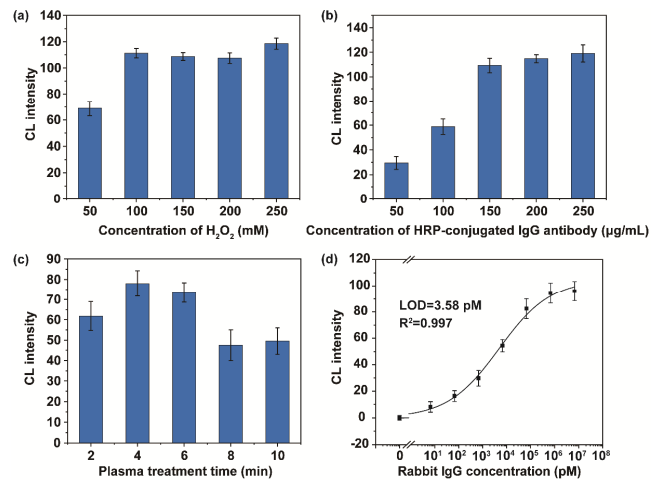 (a)
140
120
100
80
60
40
20
0
CL intensity
50 100 150 200 250
Concentration of H₂O₂ (mM)
(b)
140
120
100
80
60
40
20
0
CL intensity
50 100 150 200 250
Concentration of HRP-conjugated IgG antibody (µg/mL)
(c)
90
80
70
60
50
40
30
20
10
0
CL intensity
2 4 6 8 10
Plasma treatment time (min)
(d)
120
100
80
60
40
20
0
-20
CL intensity
LOD=3.58 pM
R²=0.997
0 10¹ 10² 10³ 10⁴ 10⁵ 10⁶ 10⁷ 10⁸
Rabbit IgG concentration (pM)